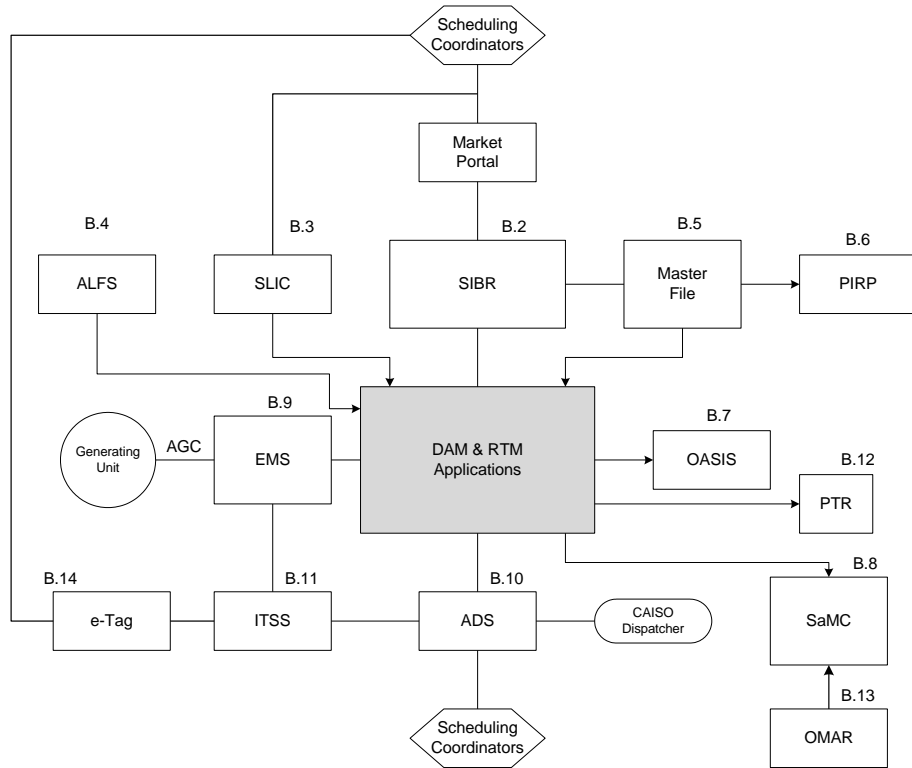 Scheduling
Coordinators
Market
Portal
B.4
B.3
B.2
B.5
B.6
ALFS
SLIC
SIBR
Master
File
PIRP
B.9
B.7
Generating
Unit
AGC
EMS
DAM & RTM
Applications
OASIS
B.12
PTR
B.14
B.11
B.10
B.8
e-Tag
ITSS
ADS
CAISO
Dispatcher
SaMC
B.13
Scheduling
Coordinators
OMAR